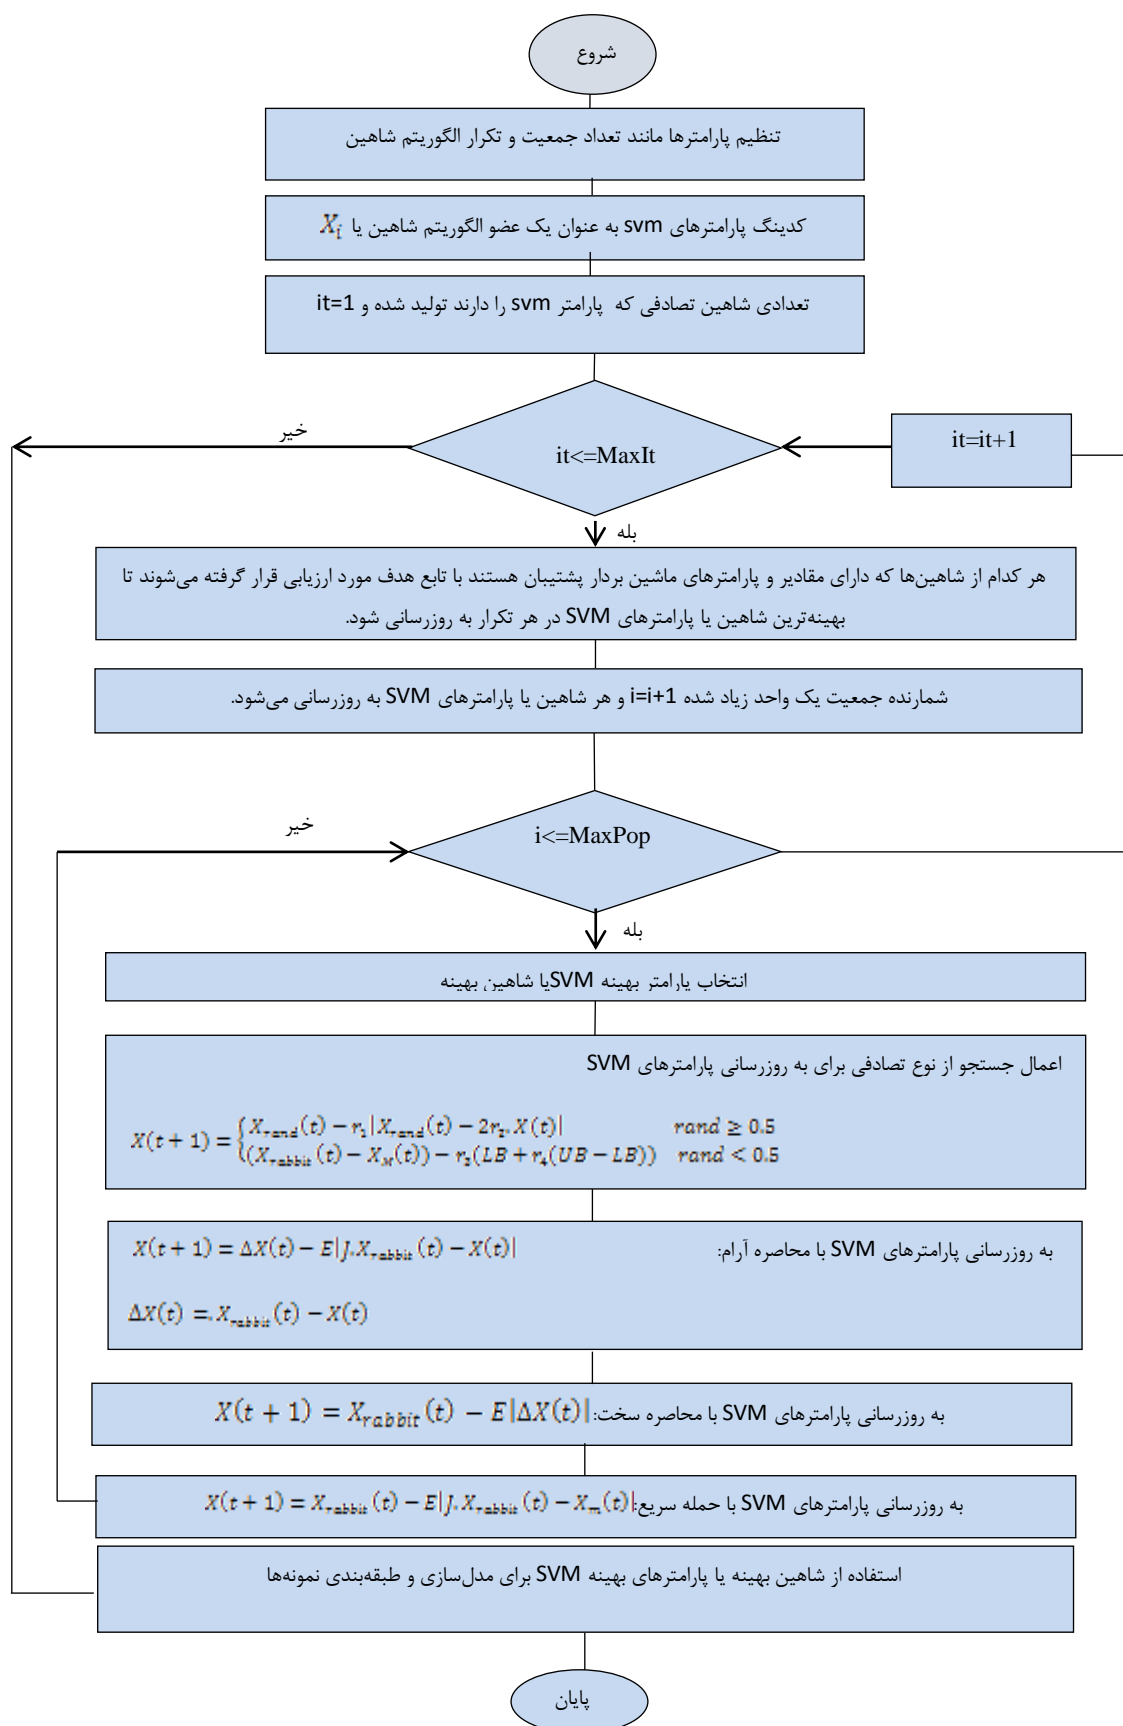 شروع
تنظیم پارامترها مانند تعداد جمعیت و تکرار الگوریتم شاهین
کدینگ پارامترهای svm به عنوان یک عضو الگوریتم شاهین یا X_i
تعدادی شاهین تصادفی که پارامتر svm را دارند تولید شده و it=1
خیر
it<=MaxIt
it=it+1
بله
هر کدام از شاهین‌ها که دارای مقادیر و پارامترهای ماشین بردار پشتیبان هستند با تابع هدف مورد ارزیابی قرار گرفته می‌شوند تا
بهینه‌ترین شاهین یا پارامترهای SVM در هر تکرار به روزرسانی شود.
شمارنده جمعیت یک واحد زیاد شده i=i+1 و هر شاهین یا پارامترهای SVM به روزرسانی می‌شود.
خیر
i<=MaxPop
بله
انتخاب پارامتر بهینه SVM یا شاهین بهینه
اعمال جستجو از نوع تصادفی برای به روزرسانی پارامترهای SVM
X(t + 1) = { X_rand(t) − r_1|X_rand(t) − 2r_2.X(t)| rand ≥ 0.5
(X_rabbit(t) − X_M(t)) − r_3(LB + r_4(UB − LB)) rand < 0.5
به روزرسانی پارامترهای SVM با محاصره آرام: X(t + 1) = ΔX(t) − E|J.X_rabbit(t) − X(t)|
ΔX(t) =.X_rabbit(t) − X(t)
به روزرسانی پارامترهای SVM با محاصره سخت: X(t + 1) = X_rabbit(t) − E|ΔX(t)|
به روزرسانی پارامترهای SVM با حمله سریع: X(t + 1) = X_rabbit(t) − E|J.X_rabbit(t) − X_m(t)|
استفاده از شاهین بهینه یا پارامترهای بهینه SVM برای مدل‌سازی و طبقه‌بندی نمونه‌ها
پایان